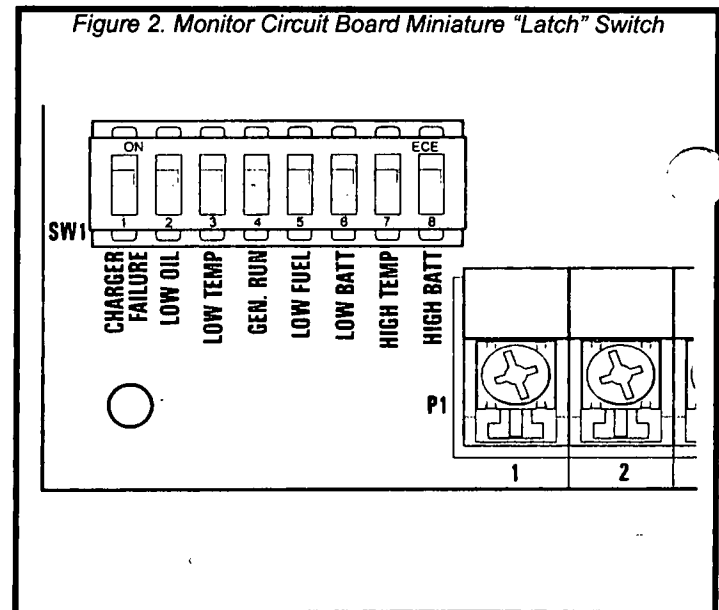 Figure 2. Monitor Circuit Board Miniature "Latch" Switch
ON
ECE
1 2 3 4 5 6 7 8
SW1
CHARGER
FAILURE
LOW OIL
LOW TEMP
GEN. RUN
LOW FUEL
LOW BATT
HIGH TEMP
HIGH BATT
P1
1
2